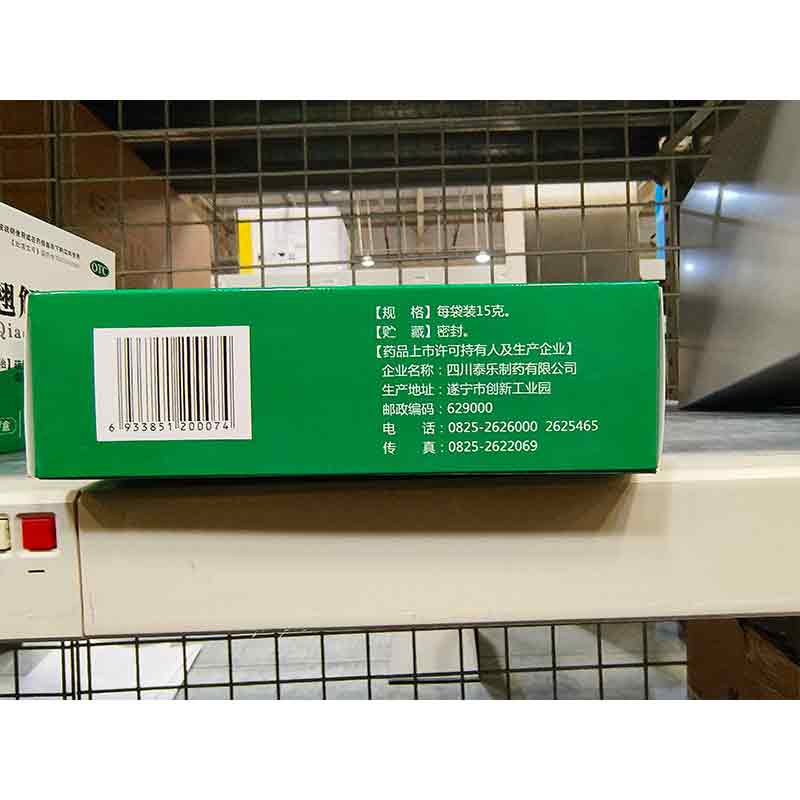 OTC
【规 格】每袋装15克。
【贮 藏】密封。
【药品上市许可持有人及生产企业】
企业名称：四川泰乐制药有限公司
生产地址：遂宁市创新工业园
邮政编码：629000
电 话：0825-2626000 2625465
传 真：0825-2622069
6 933851 200074
翘
Qiao
盒